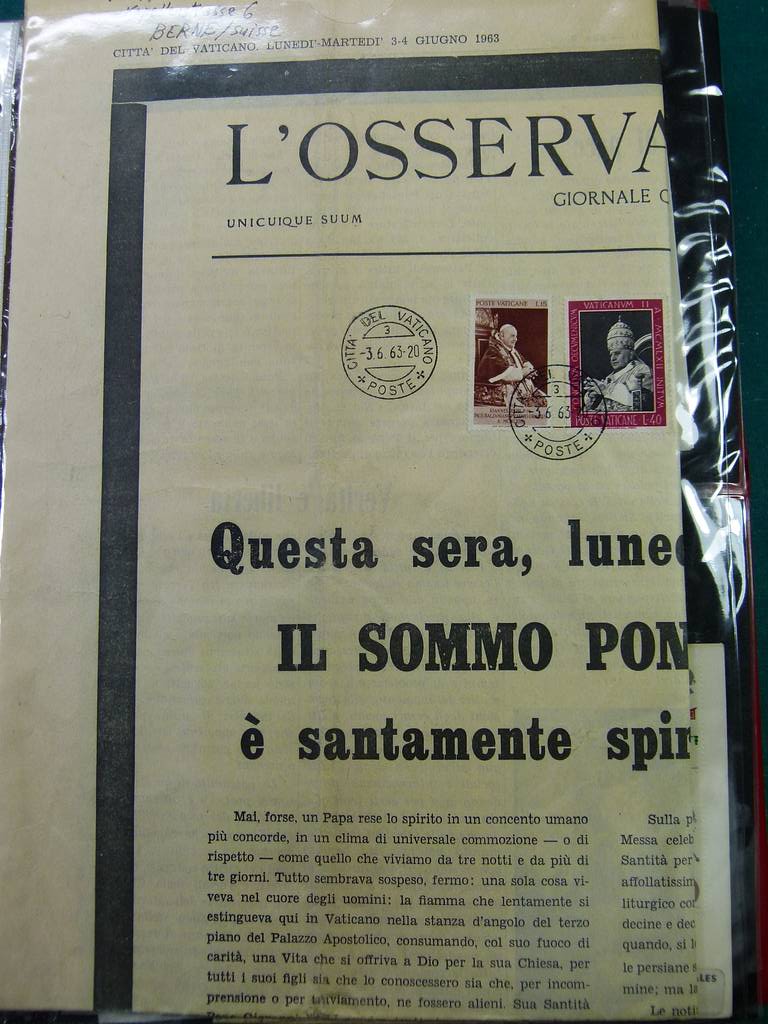 BERNE/Suisse
CITTA' DEL VATICANO. LUNEDI'-MARTEDI' 3-4 GIUGNO 1963
L'OSSERVA
GIORNALE
UNICUIQUE SUUM
POSTE VATICANE L.15
VATICANVM II
A. MCMLXII INITVM
POSTE VATICANE L.40
CITTA' DEL VATICANO
3
-3.6.63-20
POSTE
3
-3.6 63
POSTE
Questa sera, lune
IL SOMMO PON
è santamente spir
Mai, forse, un Papa rese lo spirito in un concento umano
più concorde, in un clima di universale commozione — o di
rispetto — come quello che viviamo da tre notti e da più di
tre giorni. Tutto sembrava sospeso, fermo: una sola cosa vi-
veva nel cuore degli uomini: la fiamma che lentamente si
estingueva qui in Vaticano nella stanza d'angolo del terzo
piano del Palazzo Apostolico, consumando, col suo fuoco di
carità, una Vita che si offriva a Dio per la sua Chiesa, per
tutti i suoi figli sia che lo conoscessero sia che, per incom-
prensione o per traviamento, ne fossero alieni. Sua Santità
Sulla p
Messa celeb
Santità per
affollatissim
liturgico co
decine e dec
quando, si l
le persiane s
mine; ma la
Le noti
LES